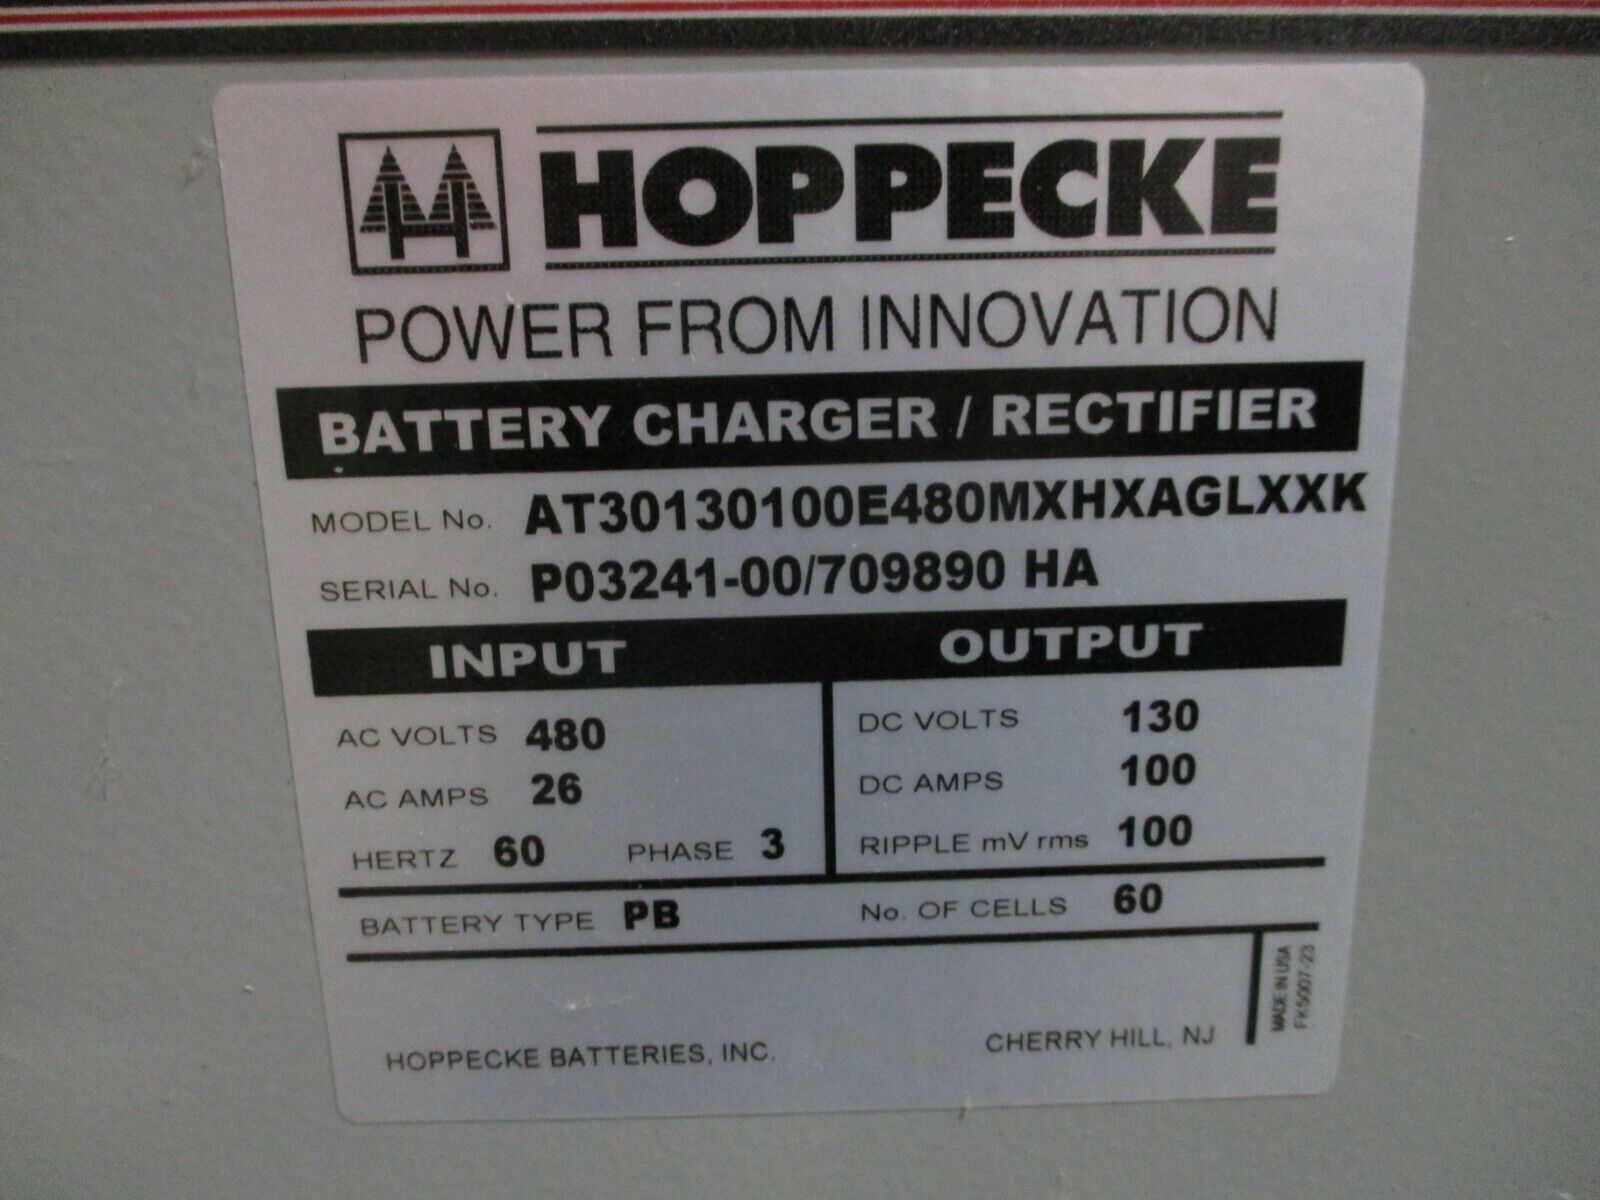 HOPPECKE
POWER FROM INNOVATION
BATTERY CHARGER / RECTIFIER
MODEL No. AT30130100E480MXHXAGLXXK
SERIAL No. P03241-00/709890 HA
INPUT OUTPUT
AC VOLTS 480 DC VOLTS 130
AC AMPS 26 DC AMPS 100
HERTZ 60 PHASE 3 RIPPLE mV rms 100
BATTERY TYPE PB No. OF CELLS 60
HOPPECKE BATTERIES, INC. CHERRY HILL, NJ
MADE IN USA
FK5007-23